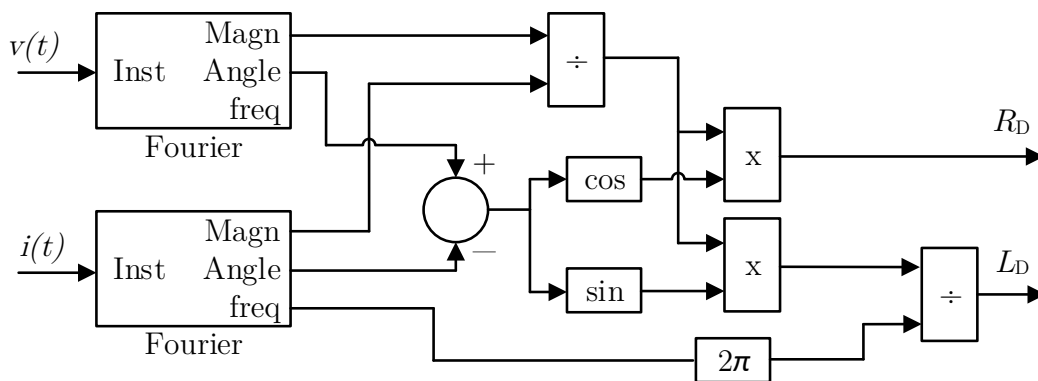 v(t)
Inst
Magn
Angle
freq
Fourier
÷
+
−
cos
sin
x
R_D
x
÷
L_D
i(t)
Inst
Magn
Angle
freq
Fourier
2π